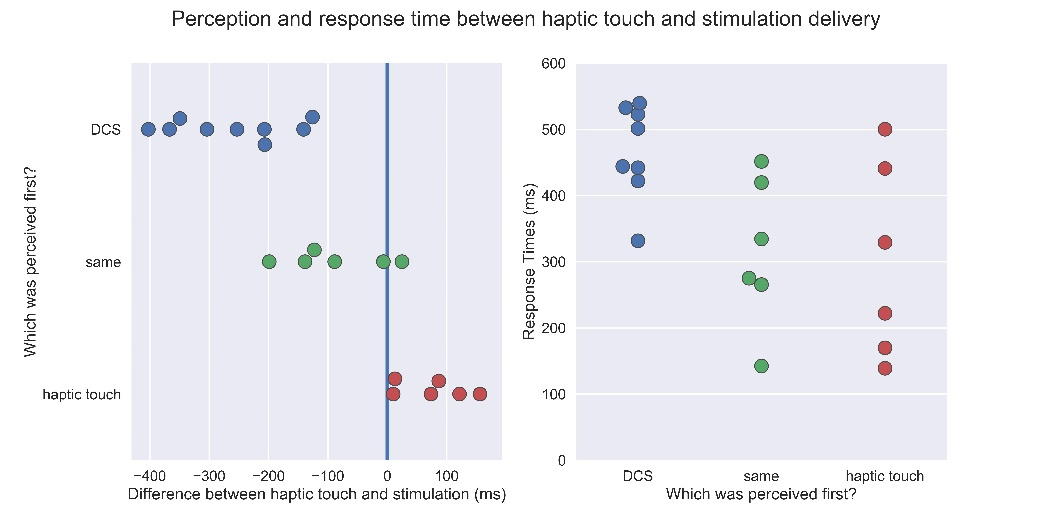 Perception and response time between haptic touch and stimulation delivery
Which was perceived first?
DCS
same
haptic touch
−400 −300 −200 −100 0 100
Difference between haptic touch and stimulation (ms)
Response Times (ms)
600
500
400
300
200
100
0
DCS same haptic touch
Which was perceived first?